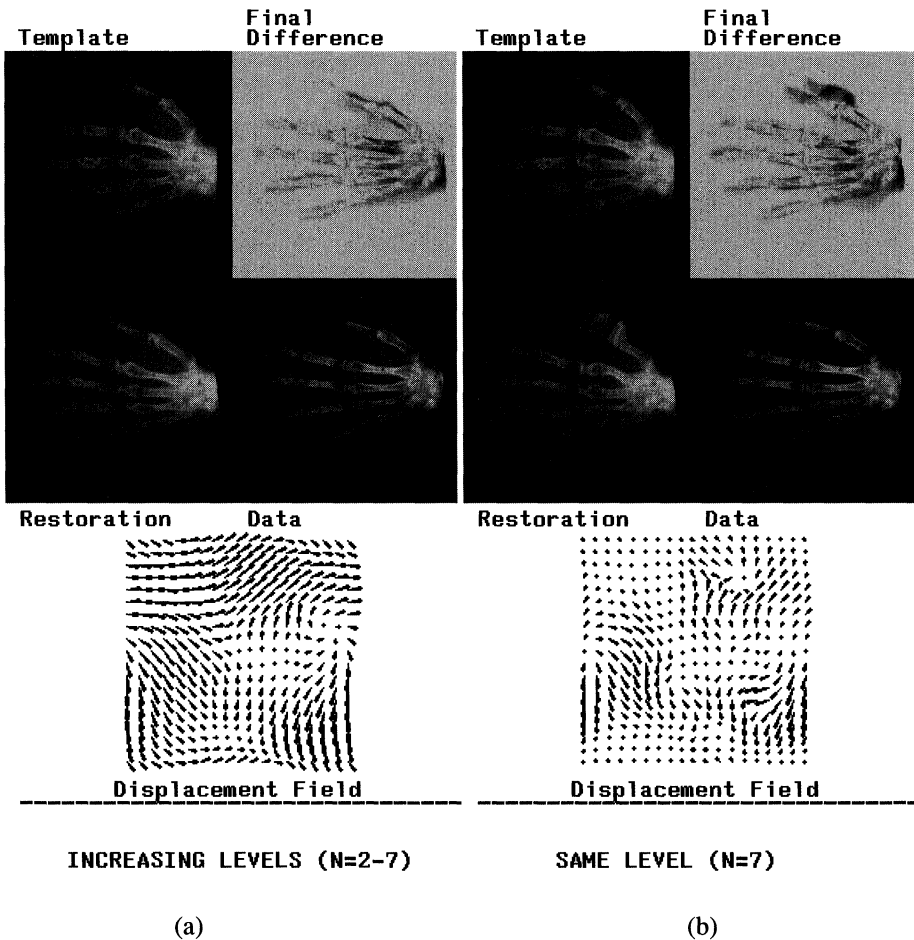 Template Final Difference
Template Final Difference
Restoration Data
Restoration Data
Displacement Field
Displacement Field
INCREASING LEVELS (N=2-7)
SAME LEVEL (N=7)
(a)
(b)